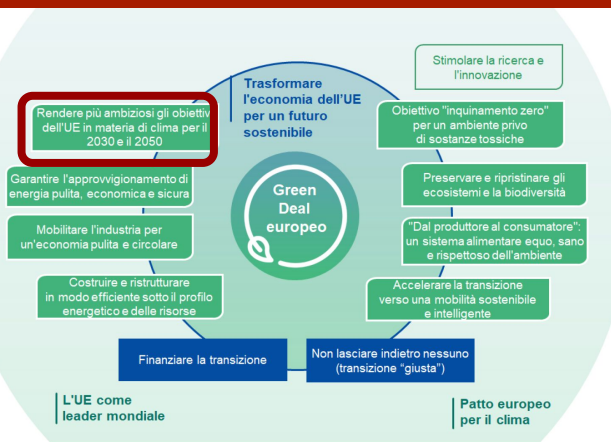 Stimolare la ricerca e
l'innovazione
Trasformare
l'economia dell'UE
per un futuro
sostenibile
Rendere più ambiziosi gli obiettivi
dell'UE in materia di clima per il
2030 e il 2050
Obiettivo "inquinamento zero"
per un ambiente privo
di sostanze tossiche
Garantire l'approvvigionamento di
energia pulita, economica e sicura
Green
Deal
europeo
Preservare e ripristinare gli
ecosistemi e la biodiversità
Mobilitare l'industria per
un'economia pulita e circolare
"Dal produttore al consumatore":
un sistema alimentare equo, sano
e rispettoso dell'ambiente
Costruire e ristrutturare
in modo efficiente sotto il profilo
energetico e delle risorse
Accelerare la transizione
verso una mobilità sostenibile
e intelligente
Finanziare la transizione
Non lasciare indietro nessuno
(transizione “giusta”)
L'UE come
leader mondiale
Patto europeo
per il clima